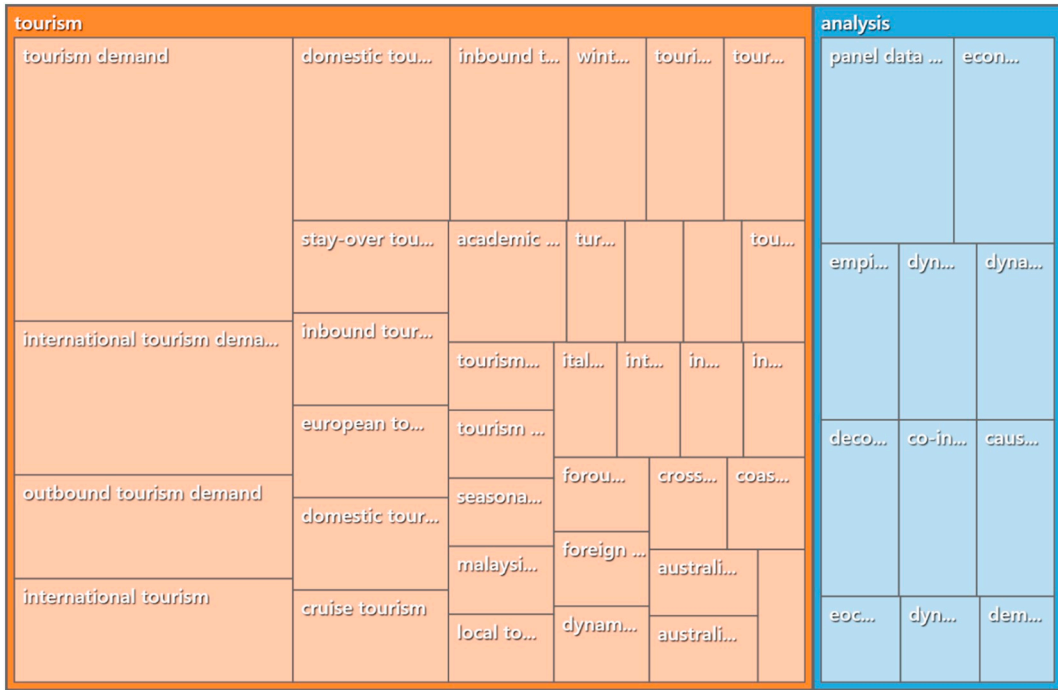 tourism
tourism demand
international tourism dema...
outbound tourism demand
international tourism
domestic tou...
stay-over tou...
inbound tour...
european to...
domestic tour...
cruise tourism
inbound t...
wint...
touri...
tour...
academic ...
tur...
tou...
tourism...
tourism ...
seasona...
malaysi...
local to...
ital...
int...
in...
in...
forou...
foreign ...
dynam...
cross...
coas...
australi...
australi...
analysis
panel data ...
econ...
empi...
dyn...
dyna...
deco...
co-in...
caus...
eoc...
dyn...
dem...